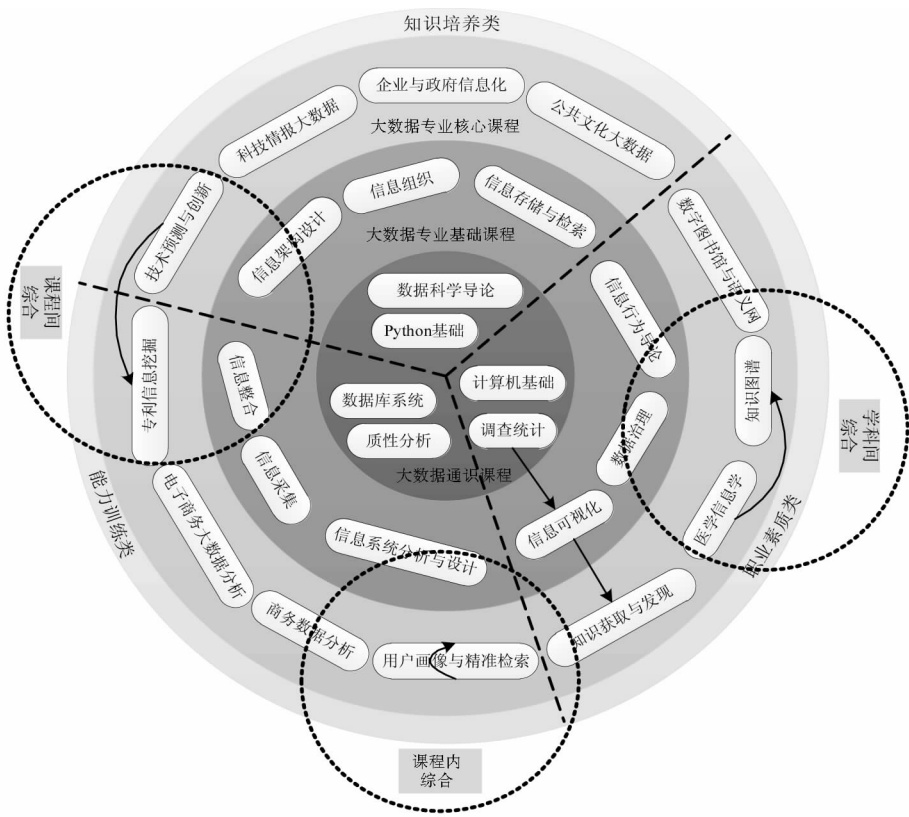 知识培养类
企业与政府信息化
科技情报大数据
公共文化大数据
大数据专业核心课程
技术预测与创新
信息组织
信息存储与检索
数字图书馆与语义网
信息架构设计
大数据专业基础课程
课程间
综合
数据科学导论
Python基础
信息行为导论
专利信息挖掘
信息整合
数据库系统
计算机基础
知识图谱
质性分析
调查统计
数据治理
学科间
综合
大数据通识课程
能力训练类
信息采集
医学信息学
职业素质类
电子商务大数据分析
信息系统分析与设计
信息可视化
商务数据分析
用户画像与精准检索
知识获取与发现
课程内
综合